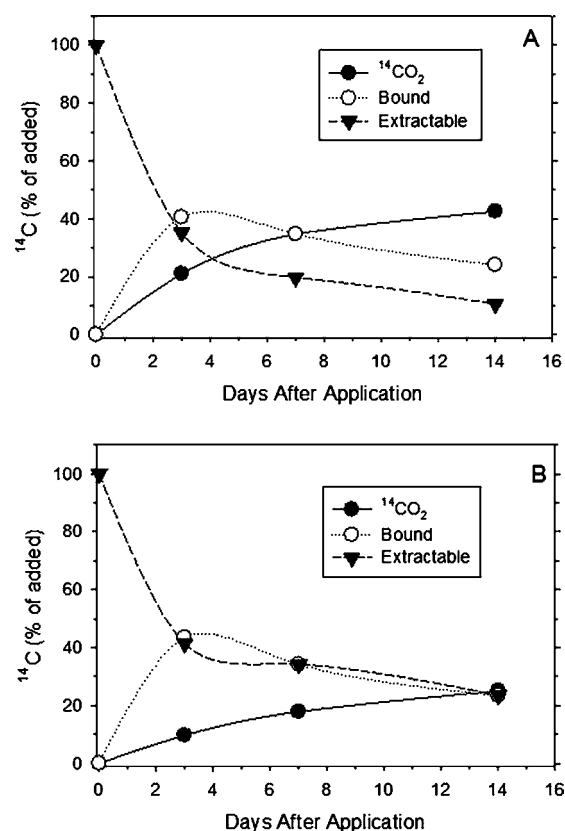 A
100
80
60
40
20
0
¹⁴C (% of added)
¹⁴CO₂
Bound
Extractable
0 2 4 6 8 10 12 14 16
Days After Application
B
100
80
60
40
20
0
¹⁴C (% of added)
¹⁴CO₂
Bound
Extractable
0 2 4 6 8 10 12 14 16
Days After Application